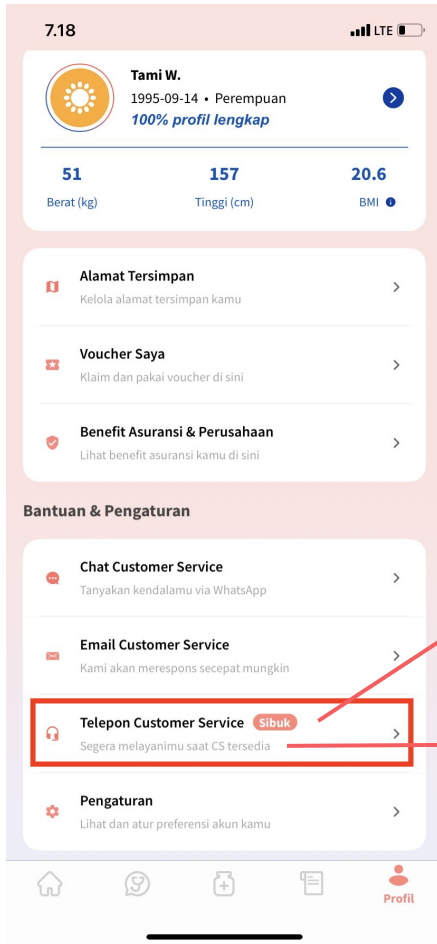 7.18
LTE
Tami W.
1995-09-14 • Perempuan
100% profil lengkap
51 157 20.6
Berat (kg) Tinggi (cm) BMI
Alamat Tersimpan
Kelola alamat tersimpan kamu
Voucher Saya
Klaim dan pakai voucher di sini
Benefit Asuransi & Perusahaan
Lihat benefit asuransi kamu di sini
Bantuan & Pengaturan
Chat Customer Service
Tanyakan kendalamu via WhatsApp
Email Customer Service
Kami akan merespons secepat mungkin
Telepon Customer Service Sibuk
Segera melayanimu saat CS tersedia
Pengaturan
Lihat dan atur preferensi akun kamu
Profil